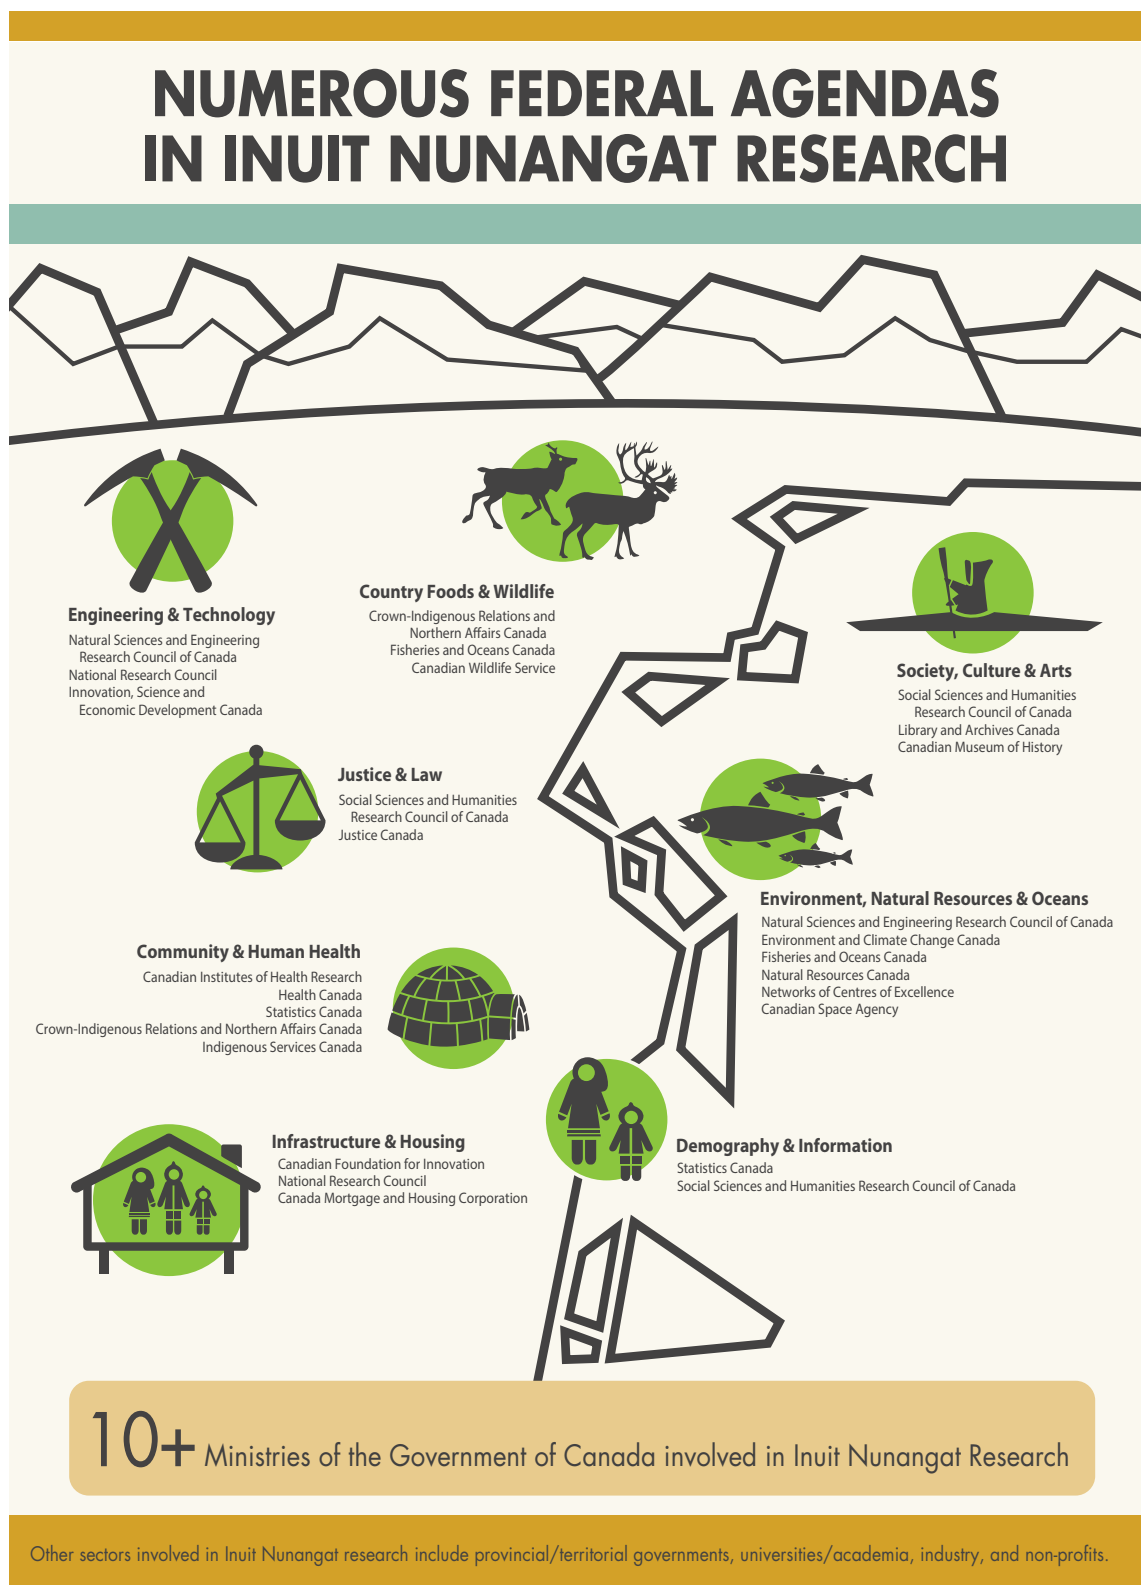 NUMEROUS FEDERAL AGENDAS
IN INUIT NUNANGAT RESEARCH
Engineering & Technology
Natural Sciences and Engineering
Research Council of Canada
National Research Council
Innovation, Science and
Economic Development Canada
Country Foods & Wildlife
Crown-Indigenous Relations and
Northern Affairs Canada
Fisheries and Oceans Canada
Canadian Wildlife Service
Society, Culture & Arts
Social Sciences and Humanities
Research Council of Canada
Library and Archives Canada
Canadian Museum of History
Justice & Law
Social Sciences and Humanities
Research Council of Canada
Justice Canada
Environment, Natural Resources & Oceans
Natural Sciences and Engineering Research Council of Canada
Environment and Climate Change Canada
Fisheries and Oceans Canada
Natural Resources Canada
Networks of Centres of Excellence
Canadian Space Agency
Community & Human Health
Canadian Institutes of Health Research
Health Canada
Statistics Canada
Crown-Indigenous Relations and Northern Affairs Canada
Indigenous Services Canada
Infrastructure & Housing
Canadian Foundation for Innovation
National Research Council
Canada Mortgage and Housing Corporation
Demography & Information
Statistics Canada
Social Sciences and Humanities Research Council of Canada
10+ Ministries of the Government of Canada involved in Inuit Nunangat Research
Other sectors involved in Inuit Nunangat research include provincial/territorial governments, universities/academia, industry, and non-profits.